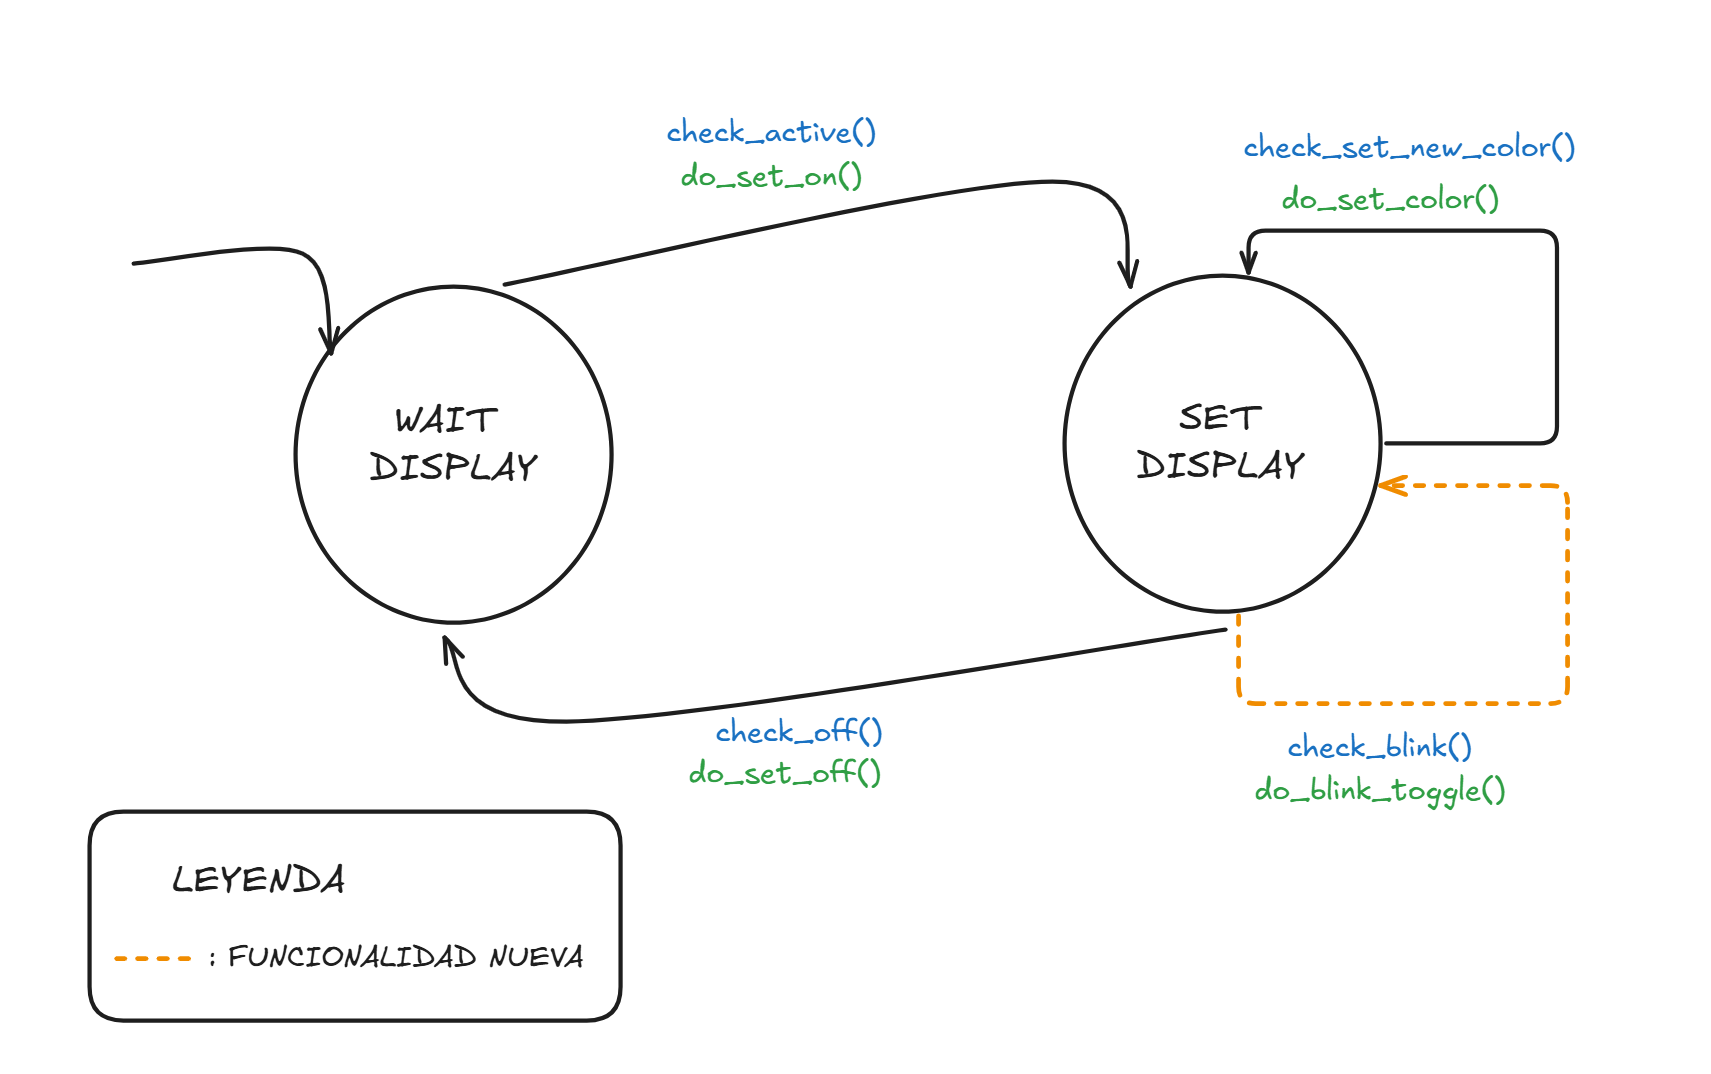 check_active()
do_set_on()
check_set_new_color()
do_set_color()
WAIT
DISPLAY
SET
DISPLAY
check_off()
do_set_off()
check_blink()
do_blink_toggle()
LEYENDA
: FUNCIONALIDAD NUEVA